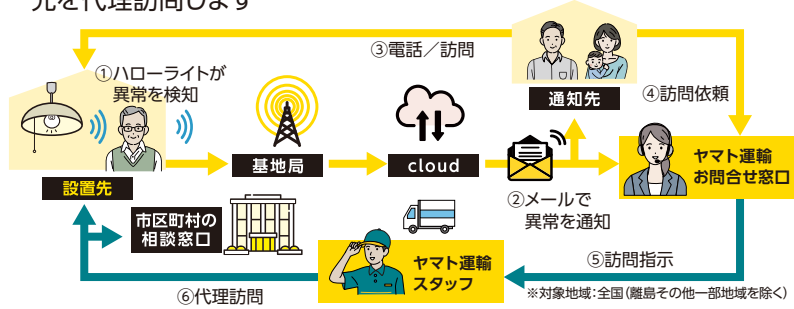 元を代理訪問します
③電話／訪問
①ハローライトが
異常を検知
通知先
④訪問依頼
基地局
cloud
ヤマト運輸
お問合せ窓口
設置先
②メールで
異常を通知
市区町村の
相談窓口
ヤマト運輸
スタッフ
⑤訪問指示
⑥代理訪問
※対象地域：全国（離島その他一部地域を除く）